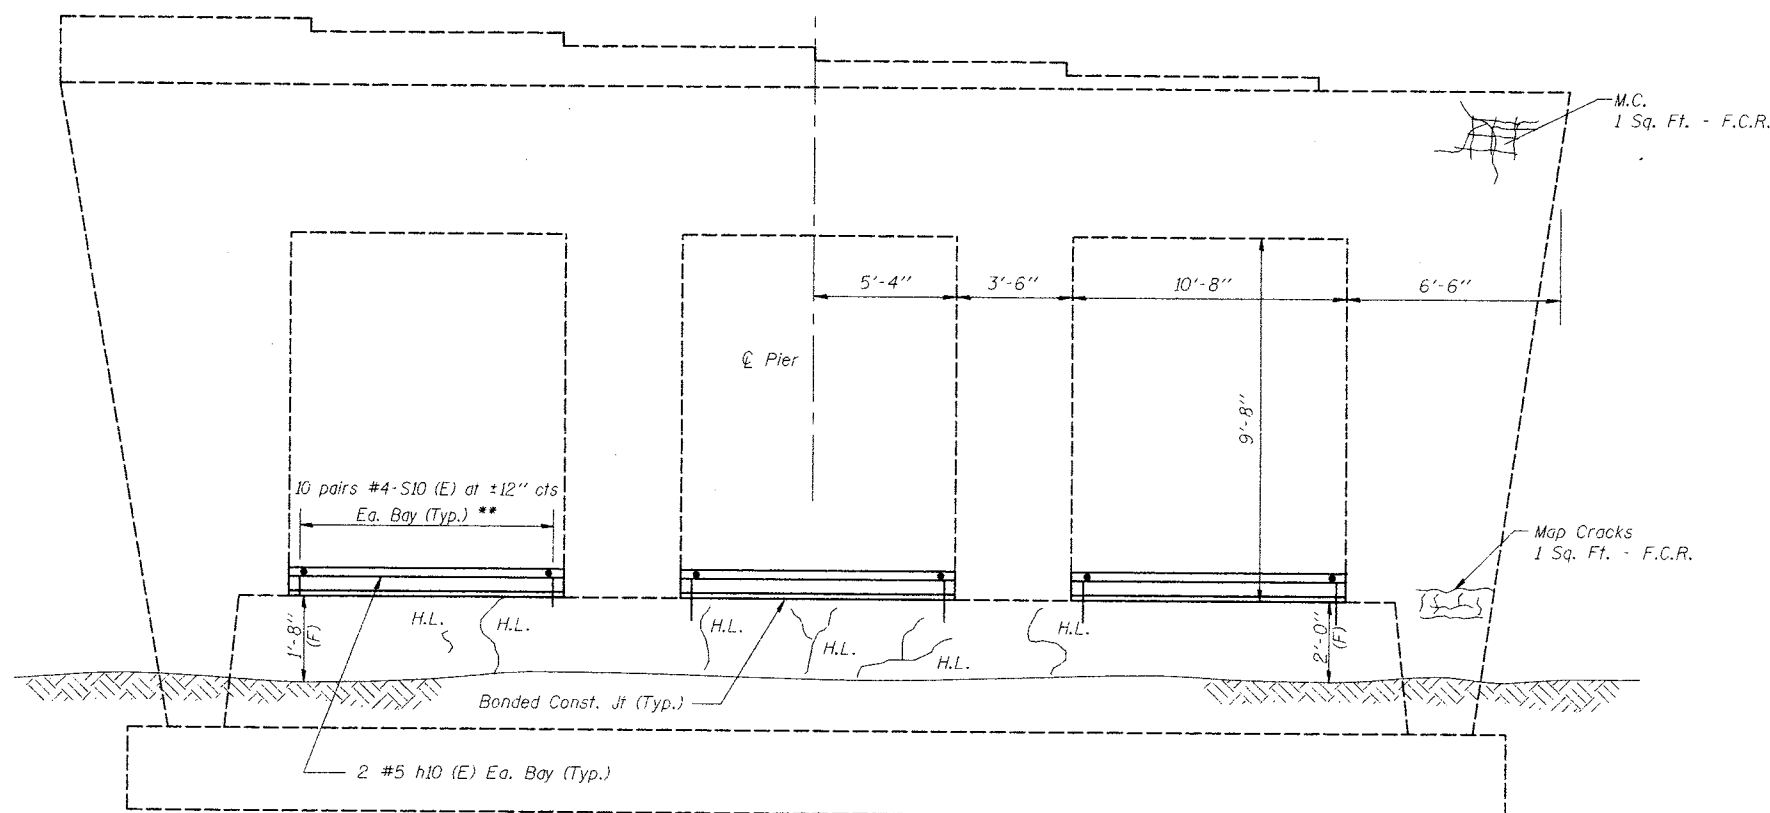 M.C.
1 Sq. Ft. - F.C.R.
5'-4"
3'-6"
10'-8"
6'-6"
℄ Pier
9'-8"
10 pairs #4-S10 (E) at ±12" cts
Ea. Bay (Typ.) **
Map Cracks
1 Sq. Ft. - F.C.R.
1'-8"
(F)
H.L.
H.L.
H.L.
H.L.
H.L.
H.L.
2'-0"
(F)
Bonded Const. Jt (Typ.)
2 #5 h10 (E) Ea. Bay (Typ.)